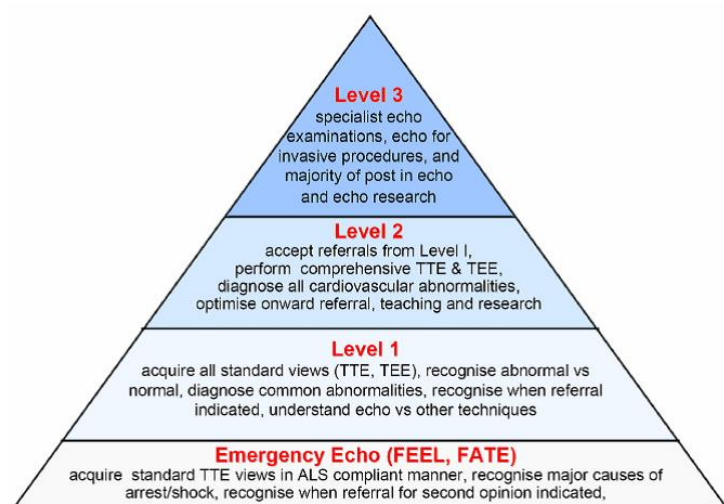 Level 3
specialist echo
examinations, echo for
invasive procedures, and
majority of post in echo
and echo research
Level 2
accept referrals from Level I,
perform comprehensive TTE & TEE,
diagnose all cardiovascular abnormalities,
optimise onward referral, teaching and research
Level 1
acquire all standard views (TTE, TEE), recognise abnormal vs
normal, diagnose common abnormalities, recognise when referral
indicated, understand echo vs other techniques
Emergency Echo (FEEL, FATE)
acquire standard TTE views in ALS compliant manner, recognise major causes of
arrest/shock, recognise when referral for second opinion indicated,